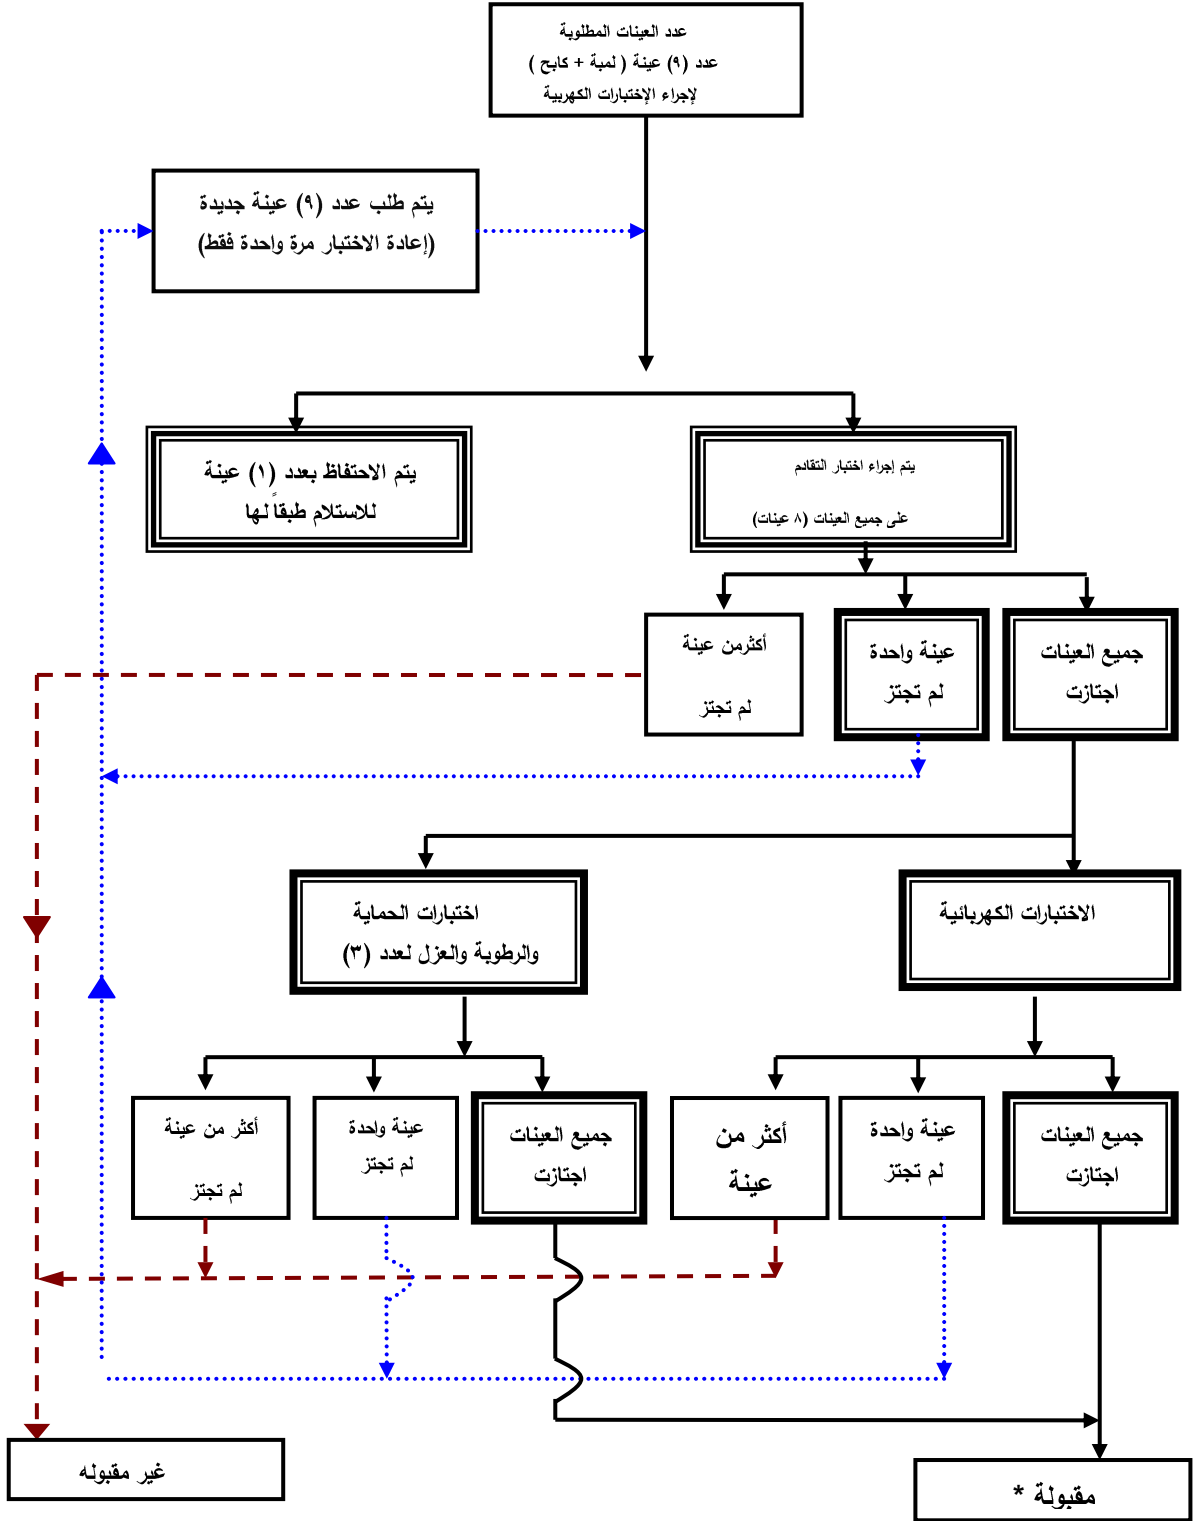 عدد العينات المطلوبة
عدد (٩) عينة ( لمبة + كابح )
لإجراء الإختبارات الكهربية
يتم طلب عدد (٩) عينة جديدة
(إعادة الاختبار مرة واحدة فقط)
يتم إجراء اختبار التقادم
على جميع العينات (٨ عينات)
يتم الاحتفاظ بعدد (١) عينة
للاستلام طبقاً لها
جميع العينات
اجتازت
عينة واحدة
لم تجتز
أكثرمن عينة
لم تجتز
الاختبارات الكهربائية
اختبارات الحماية
والرطوبة والعزل لعدد (٣)
جميع العينات
اجتازت
عينة واحدة
لم تجتز
أكثر من
عينة
جميع العينات
اجتازت
عينة واحدة
لم تجتز
أكثر من عينة
لم تجتز
غير مقبوله
مقبولة *